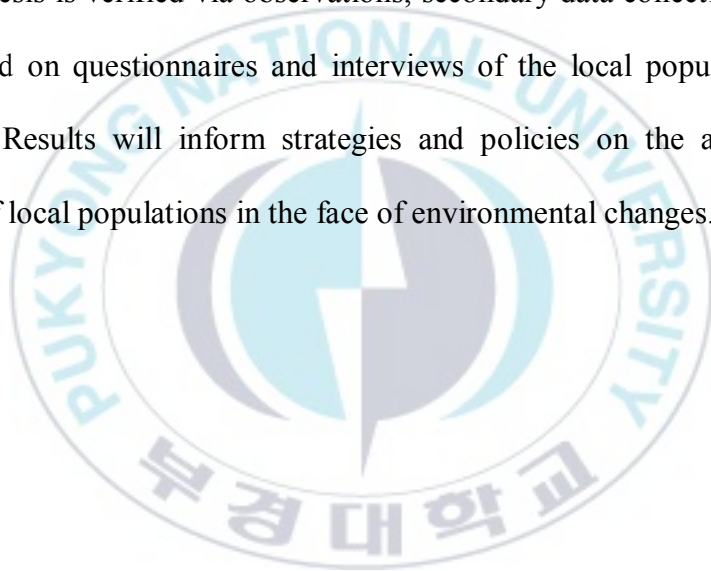 esis is verified via observations, secondary data collecti
d on questionnaires and interviews of the local popu
Results will inform strategies and policies on the a
f local populations in the face of environmental changes.
PUKYONG NATIONAL UNIVERSITY
부경대학교